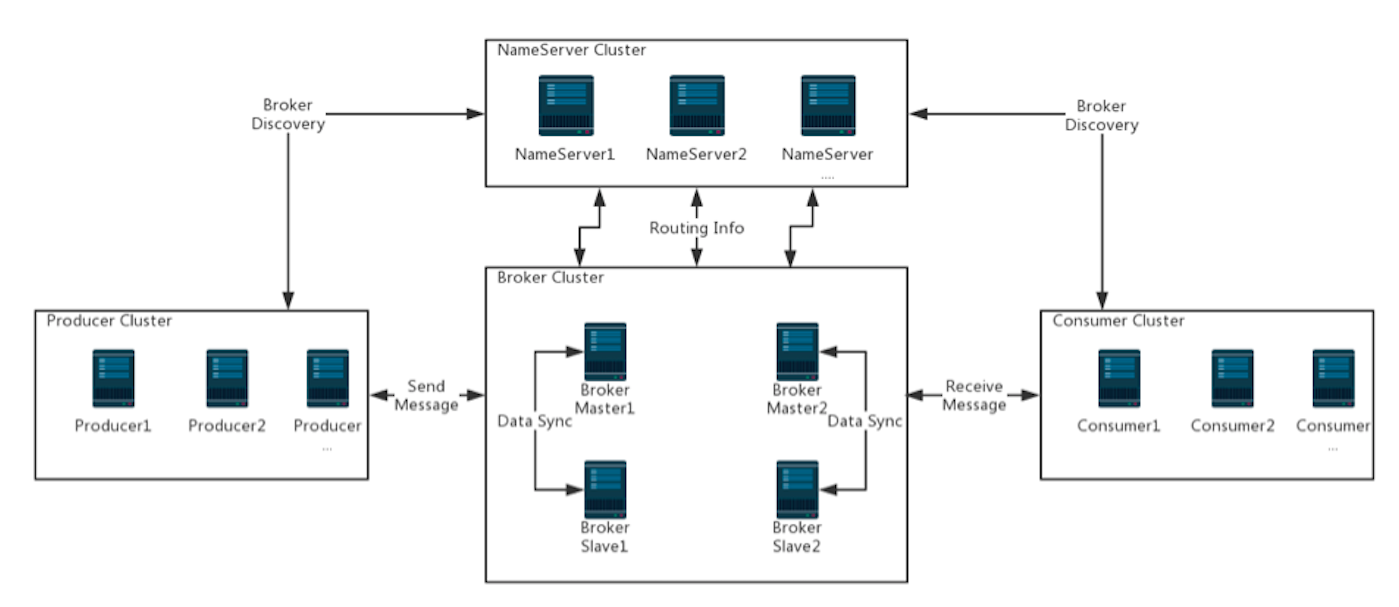 NameServer Cluster
NameServer1
NameServer2
NameServer
....
Broker
Discovery
Broker
Discovery
Routing Info
Producer Cluster
Producer1
Producer2
Producer
...
Send
Message
Broker Cluster
Broker
Master1
Broker
Master2
Data Sync
Data Sync
Broker
Slave1
Broker
Slave2
Receive
Message
Consumer Cluster
Consumer1
Consumer2
Consumer
...